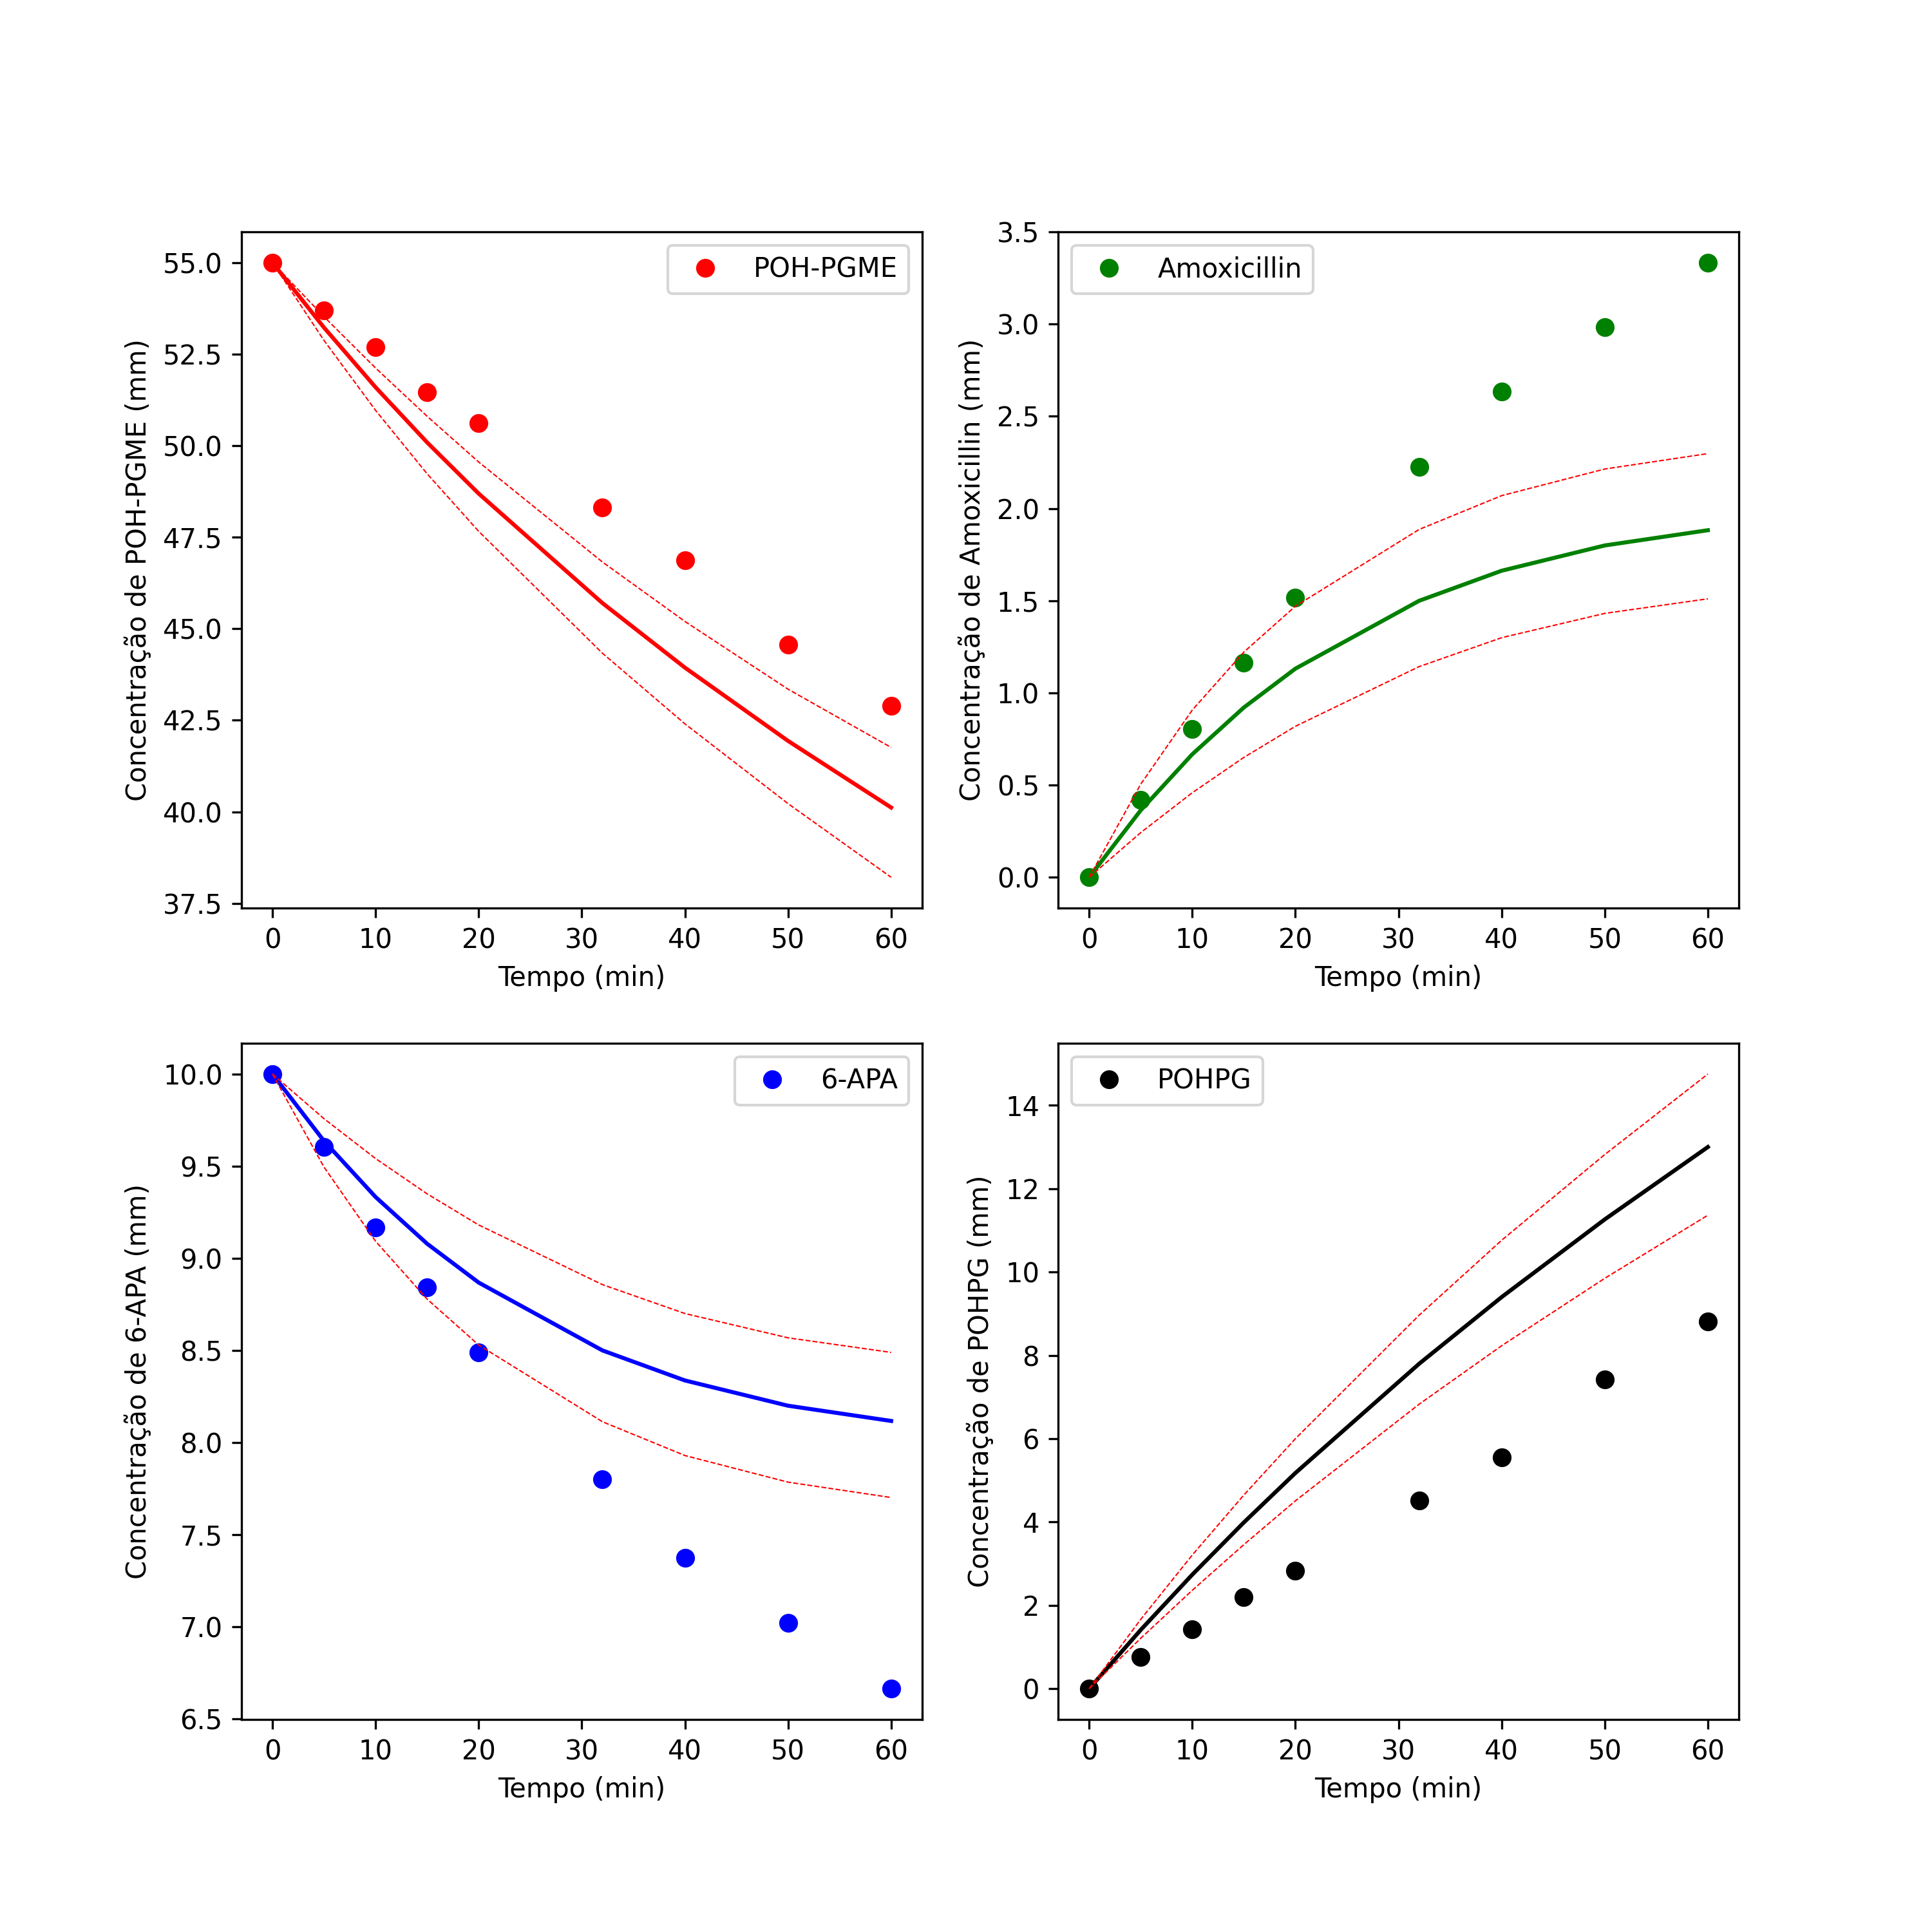 POH-PGME
55.0
52.5
50.0
47.5
45.0
42.5
40.0
37.5
Concentração de POH-PGME (mm)
0 10 20 30 40 50 60
Tempo (min)
Amoxicillin
3.5
3.0
2.5
2.0
1.5
1.0
0.5
0.0
Concentração de Amoxicillin (mm)
0 10 20 30 40 50 60
Tempo (min)
6-APA
10.0
9.5
9.0
8.5
8.0
7.5
7.0
6.5
Concentração de 6-APA (mm)
0 10 20 30 40 50 60
Tempo (min)
POHPG
14
12
10
8
6
4
2
0
Concentração de POHPG (mm)
0 10 20 30 40 50 60
Tempo (min)